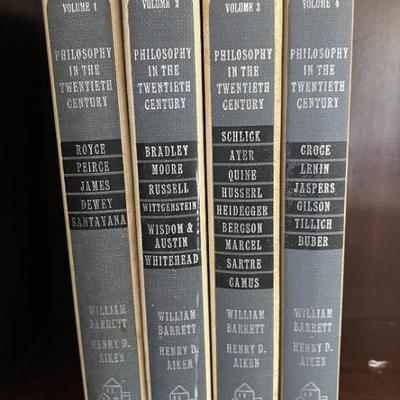 VOLUME 1
PHILOSOPHY
IN THE
TWENTIETH
CENTURY
ROYCE
PEIRCE
JAMES
DEWEY
SANTAYANA
WILLIAM
BARRETT
HENRY D.
AIKEN
VOLUME 2
PHILOSOPHY
IN THE
TWENTIETH
CENTURY
BRADLEY
MOORE
RUSSELL
WITTGENSTEIN
WISDOM &
AUSTIN
WHITEHEAD
WILLIAM
BARRETT
HENRY D.
AIKEN
VOLUME 3
PHILOSOPHY
IN THE
TWENTIETH
CENTURY
SCHLICK
AYER
QUINE
HUSSERL
HEIDEGGER
BERGSON
MARCEL
SARTRE
CAMUS
WILLIAM
BARRETT
HENRY D.
AIKEN
VOLUME 4
PHILOSOPHY
IN THE
TWENTIETH
CENTURY
CROCE
LENIN
JASPERS
GILSON
TILLICH
BUBER
WILLIAM
BARRETT
HENRY D.
AIKEN